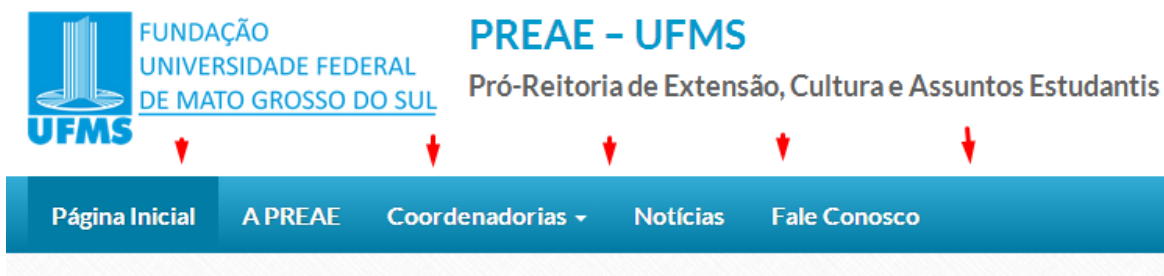 FUNDAÇÃO
UNIVERSIDADE FEDERAL
DE MATO GROSSO DO SUL
UFMS
PREAE – UFMS
Pró-Reitoria de Extensão, Cultura e Assuntos Estudantis
Página Inicial A PREAE Coordenadorias Notícias Fale Conosco